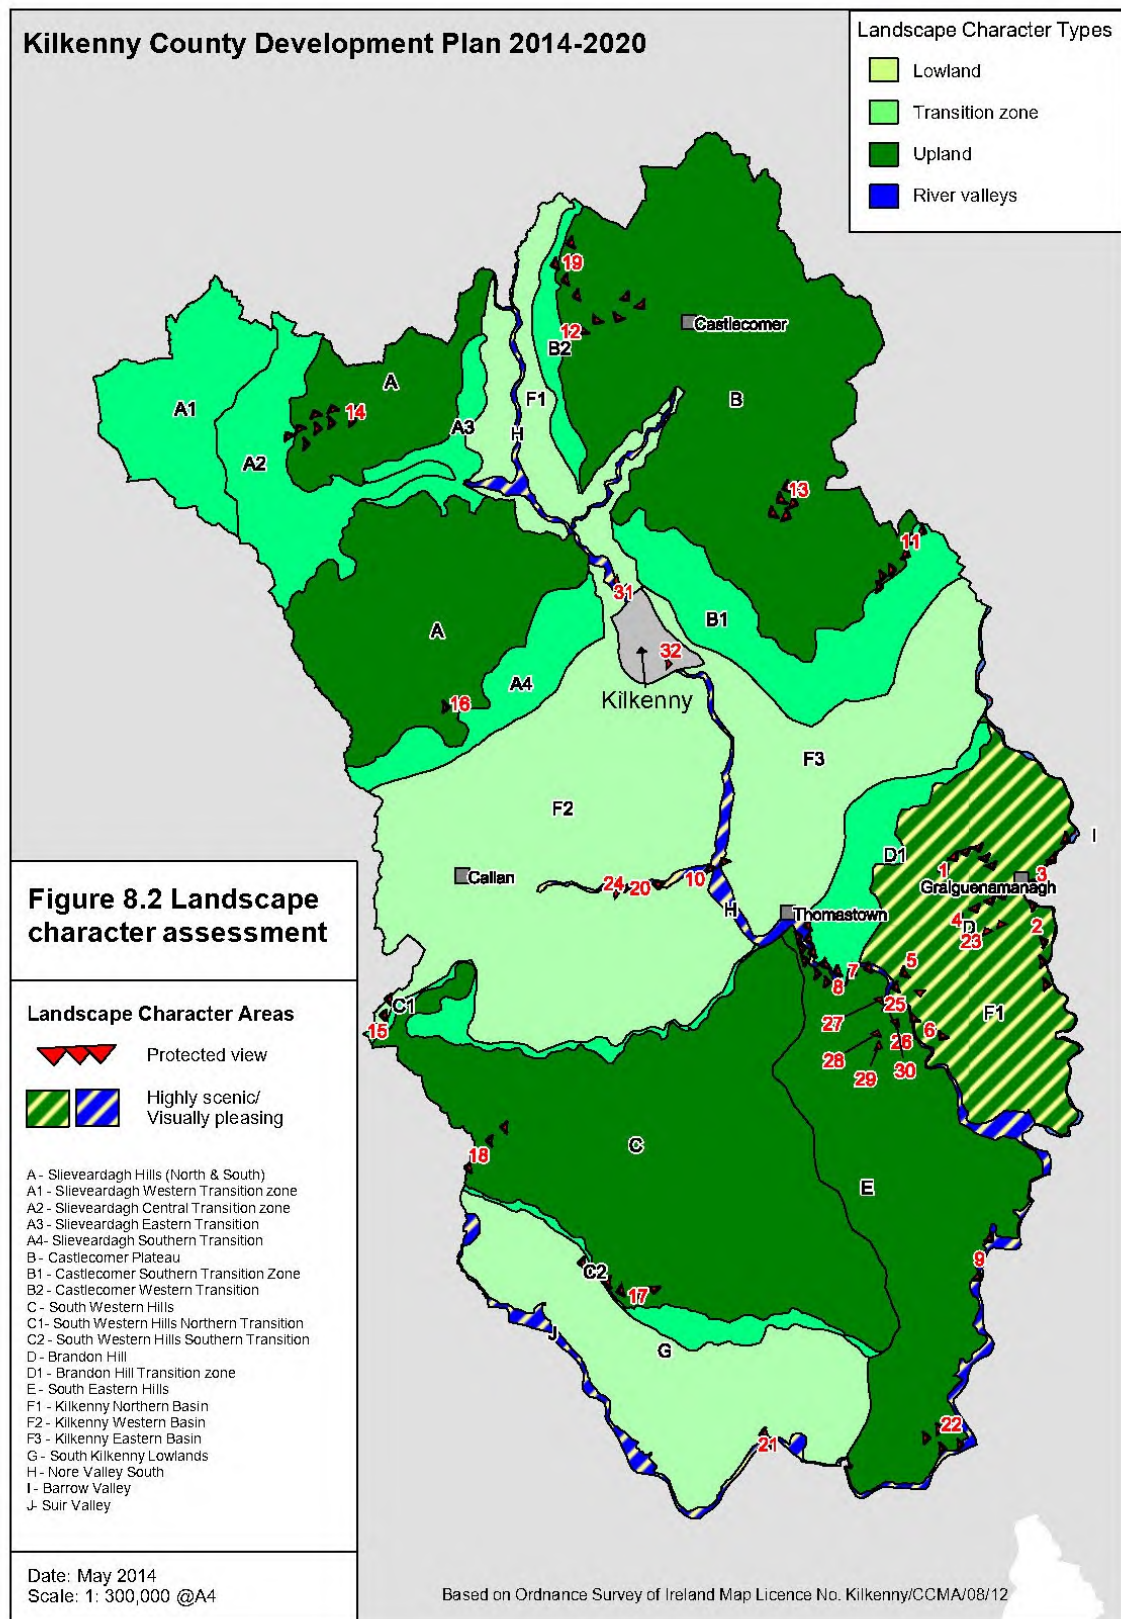 Kilkenny County Development Plan 2014-2020
Landscape Character Types
Lowland
Transition zone
Upland
River valleys
19
12
Castlecomer
B2
A
A1
14
F1
B
A3
H
A2
13
11
31
B1
A
32
A4
Kilkenny
16
F3
F2
I
D1
1
3
Callan
24
20
10
Graiguenamanagh
H
Thomastown
4
D
23
2
5
7
8
25
C1
15
27
F1
6
26
28
29
30
C
18
E
9
C2
17
J
G
22
21
Figure 8.2 Landscape
character assessment
Landscape Character Areas
Protected view
Highly scenic/
Visually pleasing
A - Slieveardagh Hills (North & South)
A1 - Slieveardagh Western Transition zone
A2 - Slieveardagh Central Transition zone
A3 - Slieveardagh Eastern Transition
A4- Slieveardagh Southern Transition
B - Castlecomer Plateau
B1 - Castlecomer Southern Transition Zone
B2 - Castlecomer Western Transition
C - South Western Hills
C1- South Western Hills Northern Transition
C2 - South Western Hills Southern Transition
D - Brandon Hill
D1 - Brandon Hill Transition zone
E - South Eastern Hills
F1 - Kilkenny Northern Basin
F2 - Kilkenny Western Basin
F3 - Kilkenny Eastern Basin
G - South Kilkenny Lowlands
H - Nore Valley South
I - Barrow Valley
J- Suir Valley
Date: May 2014
Scale: 1: 300,000 @A4
Based on Ordnance Survey of Ireland Map Licence No. Kilkenny/CCMA/08/12